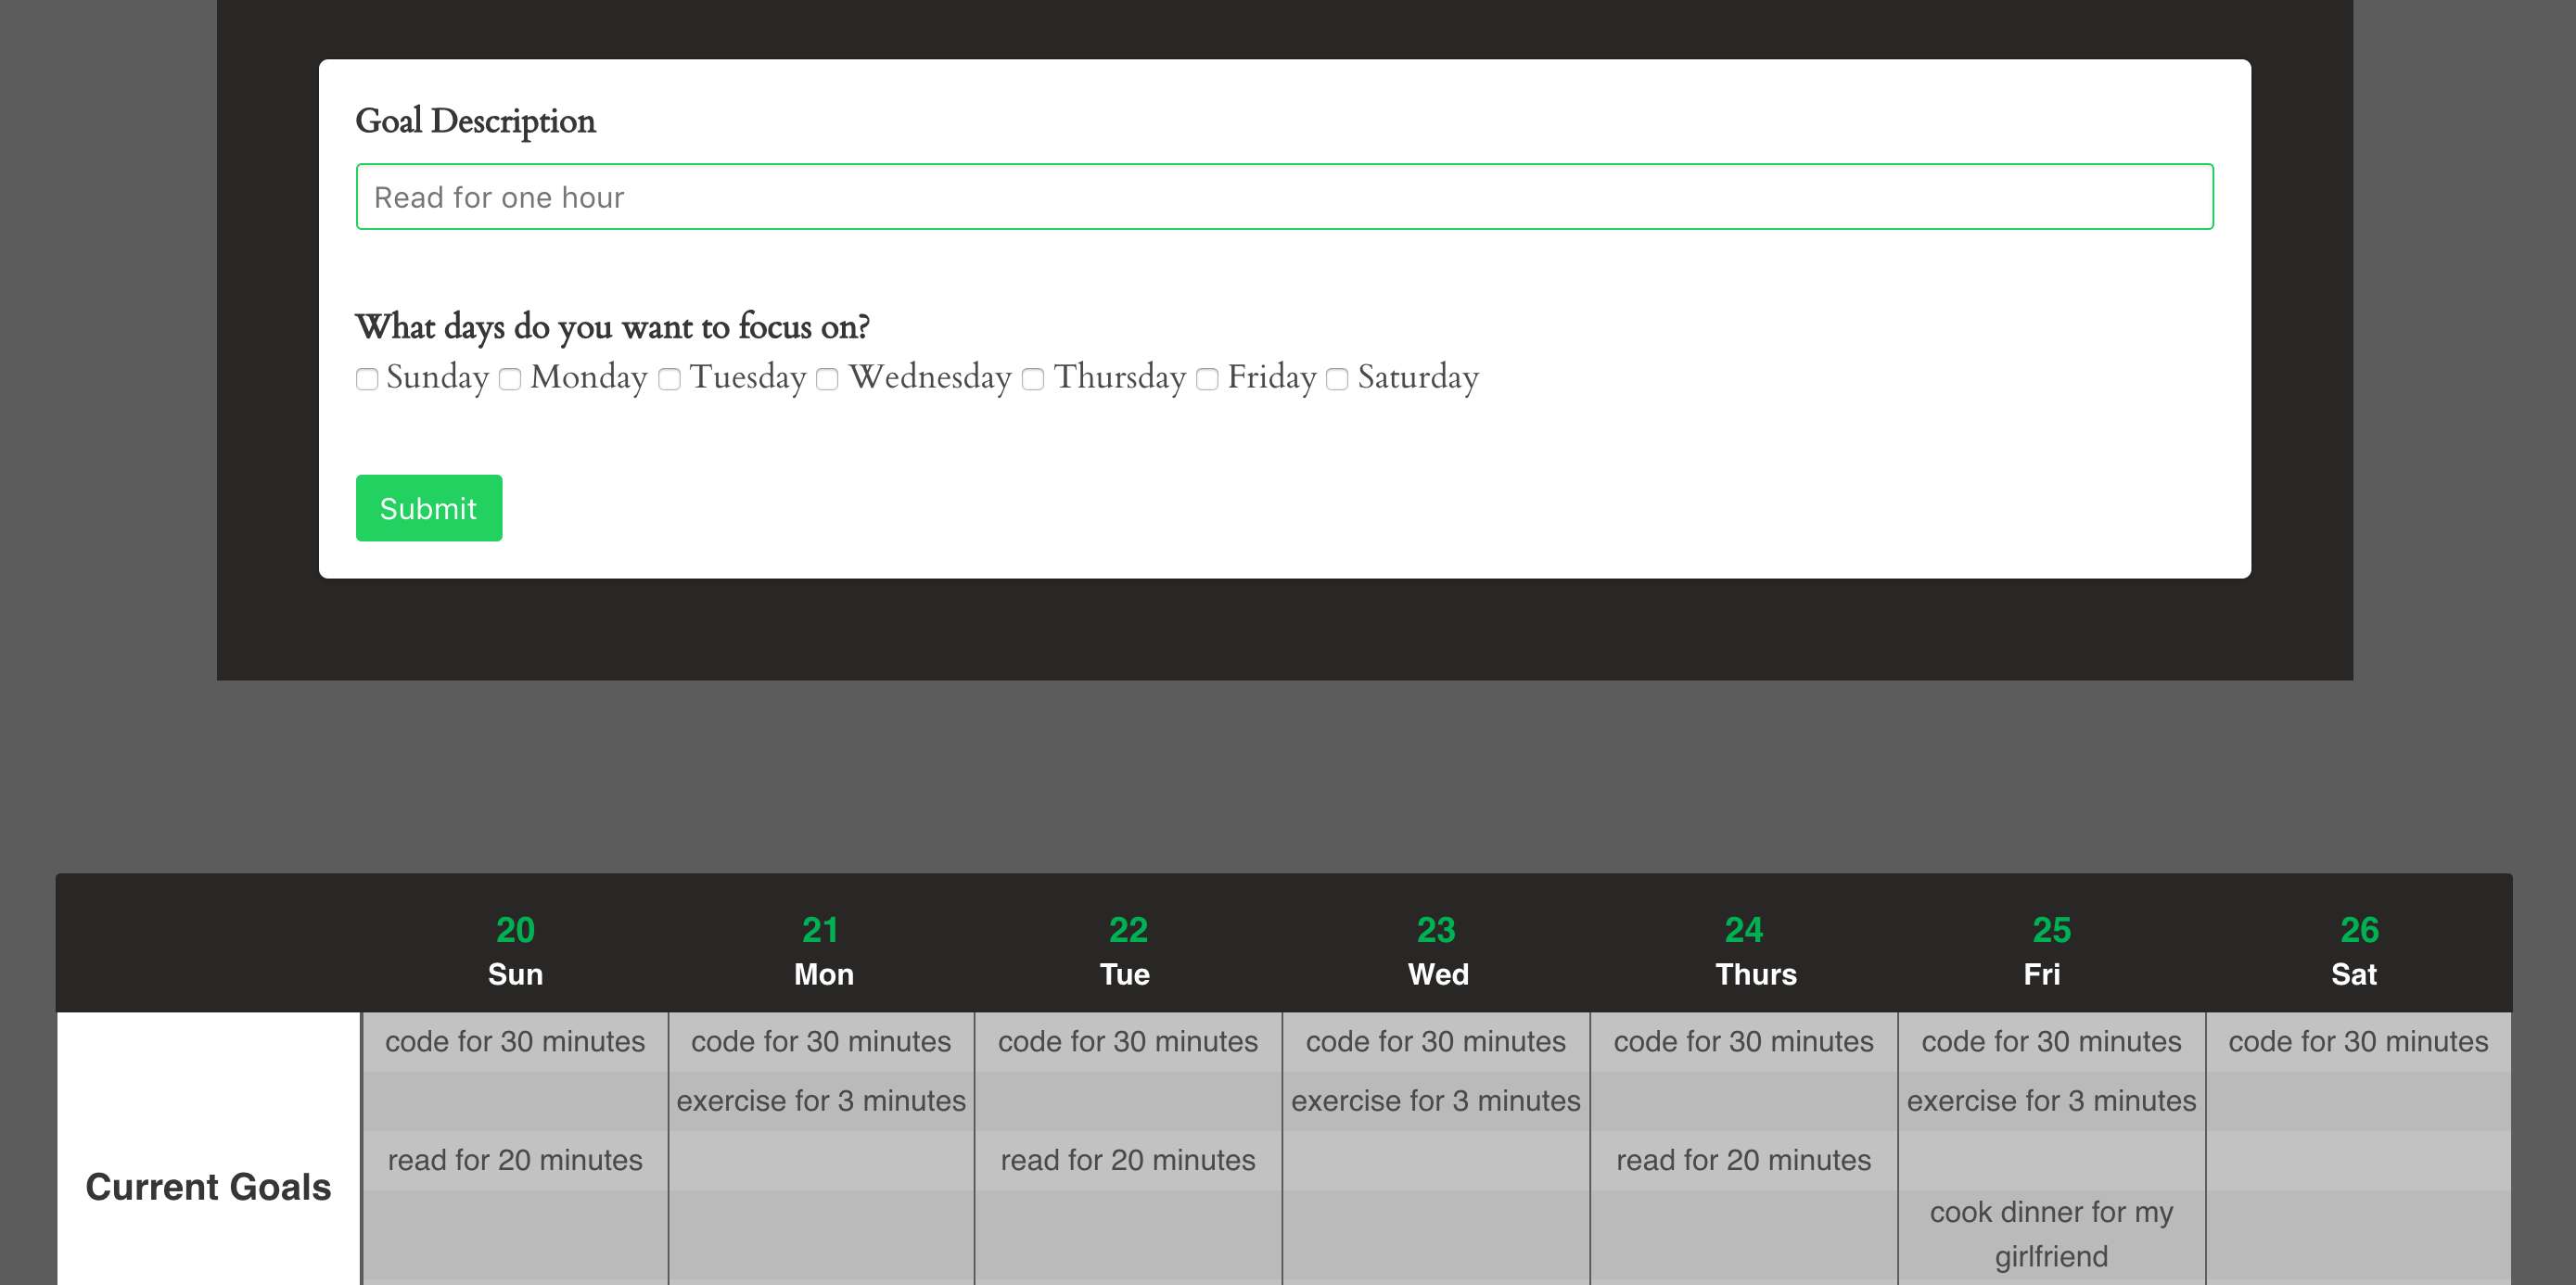 Goal Description
Read for one hour
What days do you want to focus on?
Sunday Monday Tuesday Wednesday Thursday Friday Saturday
Submit
20 21 22 23 24 25 26
Sun Mon Tue Wed Thurs Fri Sat
code for 30 minutes code for 30 minutes code for 30 minutes code for 30 minutes code for 30 minutes code for 30 minutes code for 30 minutes
exercise for 3 minutes exercise for 3 minutes exercise for 3 minutes
read for 20 minutes read for 20 minutes read for 20 minutes
Current Goals
cook dinner for my
girlfriend